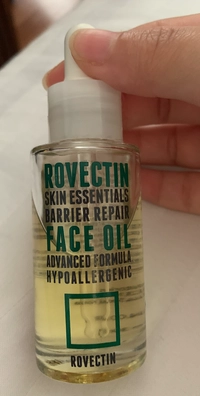 ROVECTIN
SKIN ESSENTIALS
BARRIER REPAIR
FACE OIL
ADVANCED FORMULA
HYPOALLERGENIC
ROVECTIN